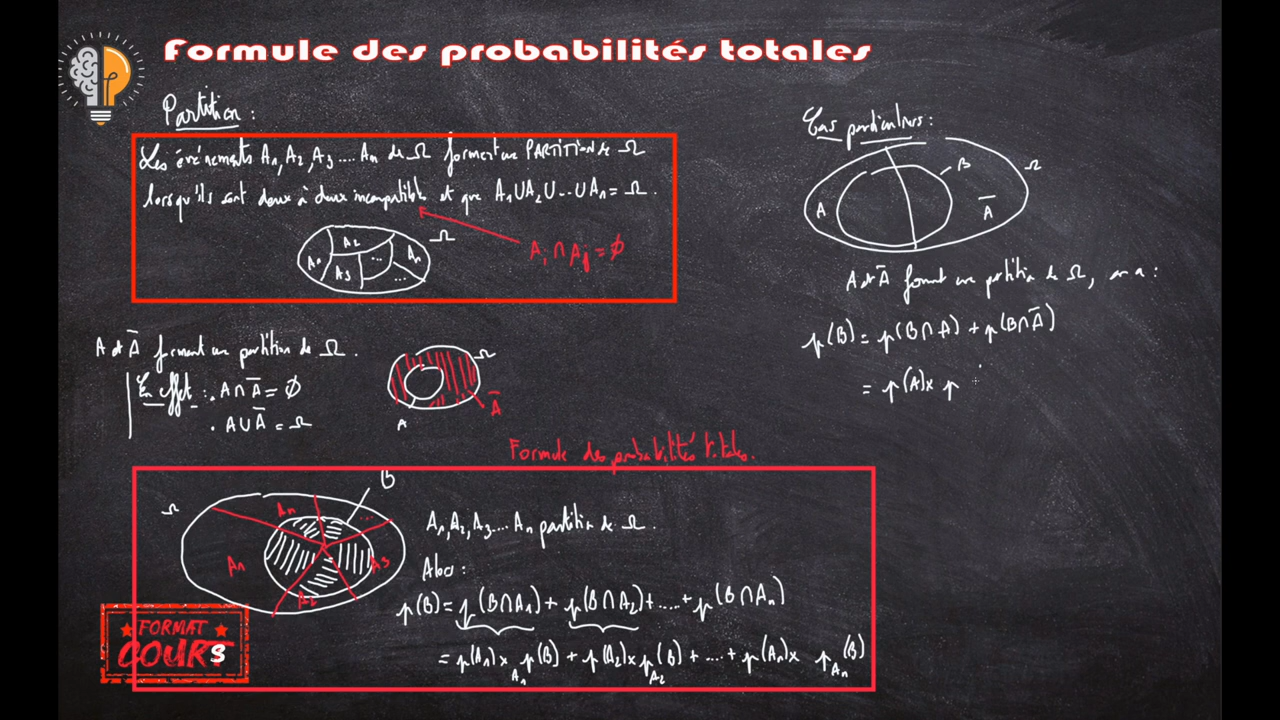 Formule des probabilités totales
Partition :
Les événements A1, A2, A3 .... An de Ω forment une PARTITION de Ω
lorsqu'ils sont deux à deux incompatibles et que A1 ∪ A2 ∪ ... ∪ An = Ω.
A1 A2 A3 ... An ... Ω
Ai ∩ Aj = ∅
A et Ā forment une partition de Ω.
En effet : . A ∩ Ā = ∅
. A ∪ Ā = Ω
Ω
A
Ā
Formule des probabilités totales.
Ω B
An ...
A1 A3
A2
A1, A2, A3 .... An partition de Ω.
Alors :
p(B) = p(B∩A1) + p(B∩A2) + .... + p(B∩An)
= p(A1) × pA1(B) + p(A2) × pA2(B) + ... + p(An) × pAn(B)
FORMAT
COURS
Cas particuliers :
B Ω
A Ā
A et Ā forment une partition de Ω, on a :
p(B) = p(B∩A) + p(B∩Ā)
= p(A) × p